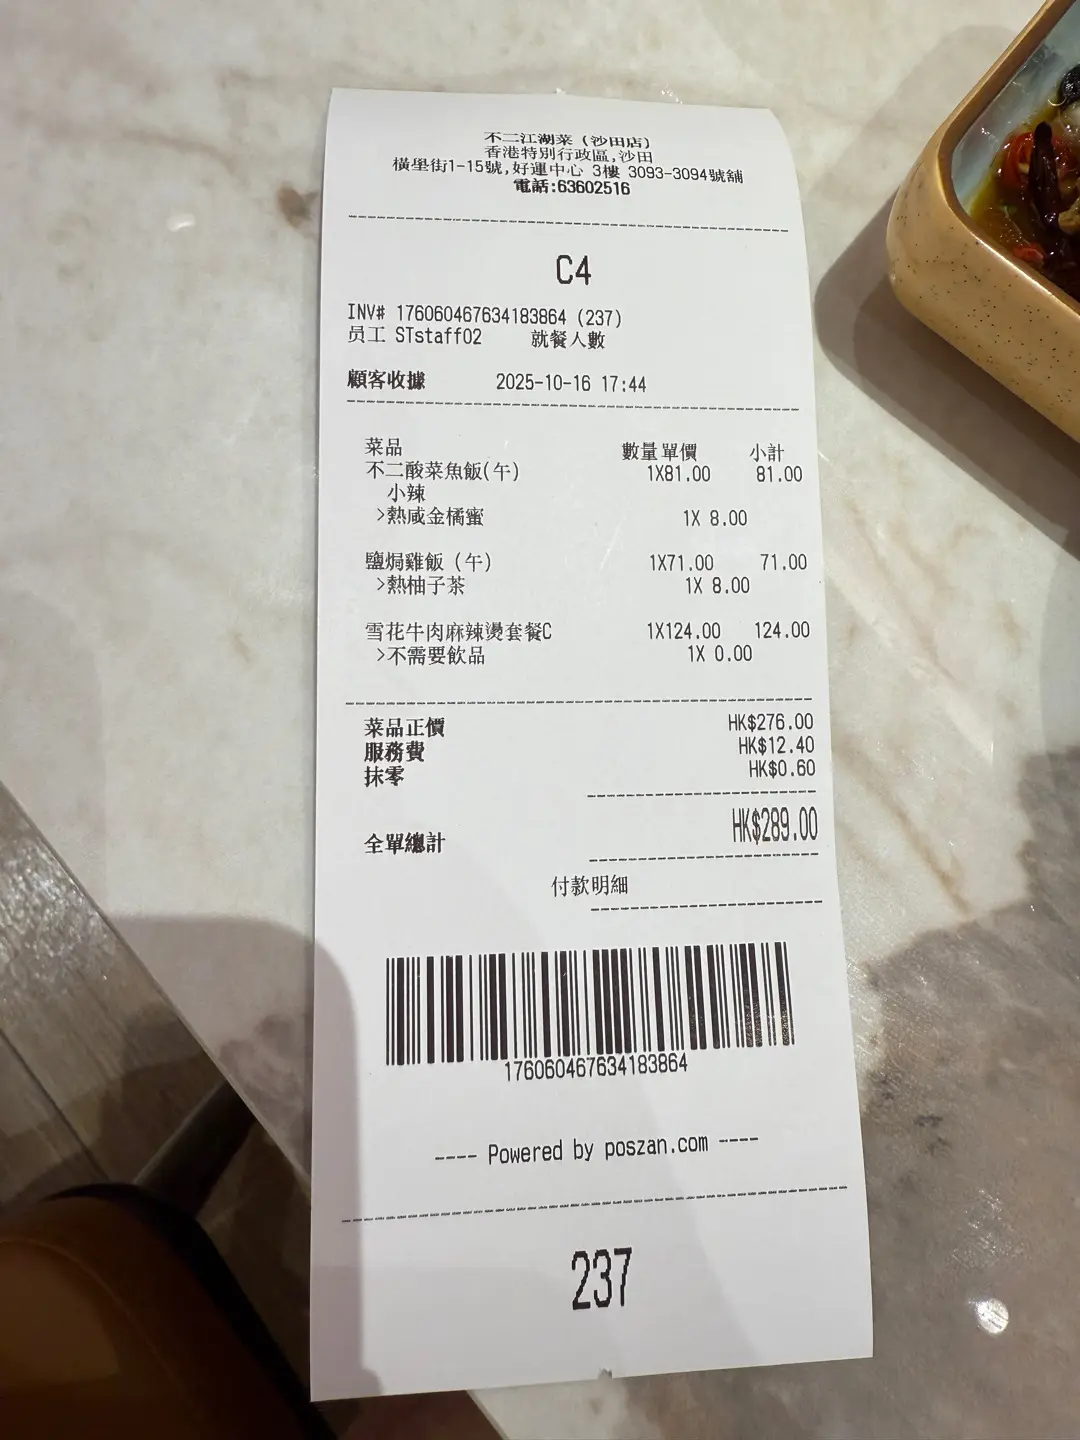 不二江湖菜 (沙田店)
香港特別行政區,沙田
橫壆街1-15號,好運中心 3樓 3093-3094號舖
電話:63602516
C4
INV# 176060467634183864 (237)
员工 STstaff02 就餐人數
顧客收據 2025-10-16 17:44
菜品 數量單價 小計
不二酸菜魚飯(午) 1X81.00 81.00
小辣
>熱咸金橘蜜 1X 8.00
鹽焗雞飯 (午) 1X71.00 71.00
>熱柚子茶 1X 8.00
雪花牛肉麻辣燙套餐C 1X124.00 124.00
>不需要飲品 1X 0.00
菜品正價 HK$276.00
服務費 HK$12.40
抹零 HK$0.60
全單總計 HK$289.00
付款明細
176060467634183864
---- Powered by poszan.com ----
237